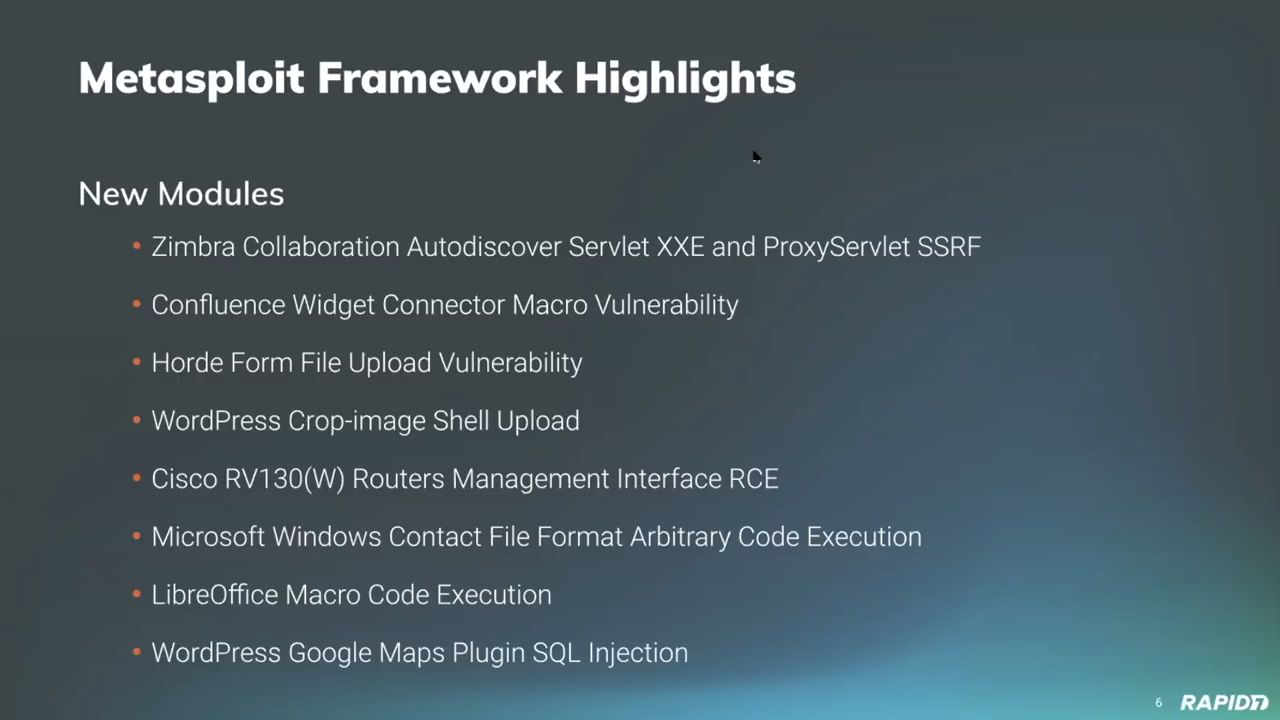 Metasploit Framework Highlights
New Modules
• Zimbra Collaboration Autodiscover Servlet XXE and ProxyServlet SSRF
• Confluence Widget Connector Macro Vulnerability
• Horde Form File Upload Vulnerability
• WordPress Crop-image Shell Upload
• Cisco RV130(W) Routers Management Interface RCE
• Microsoft Windows Contact File Format Arbitrary Code Execution
• LibreOffice Macro Code Execution
• WordPress Google Maps Plugin SQL Injection
6 RAPID7